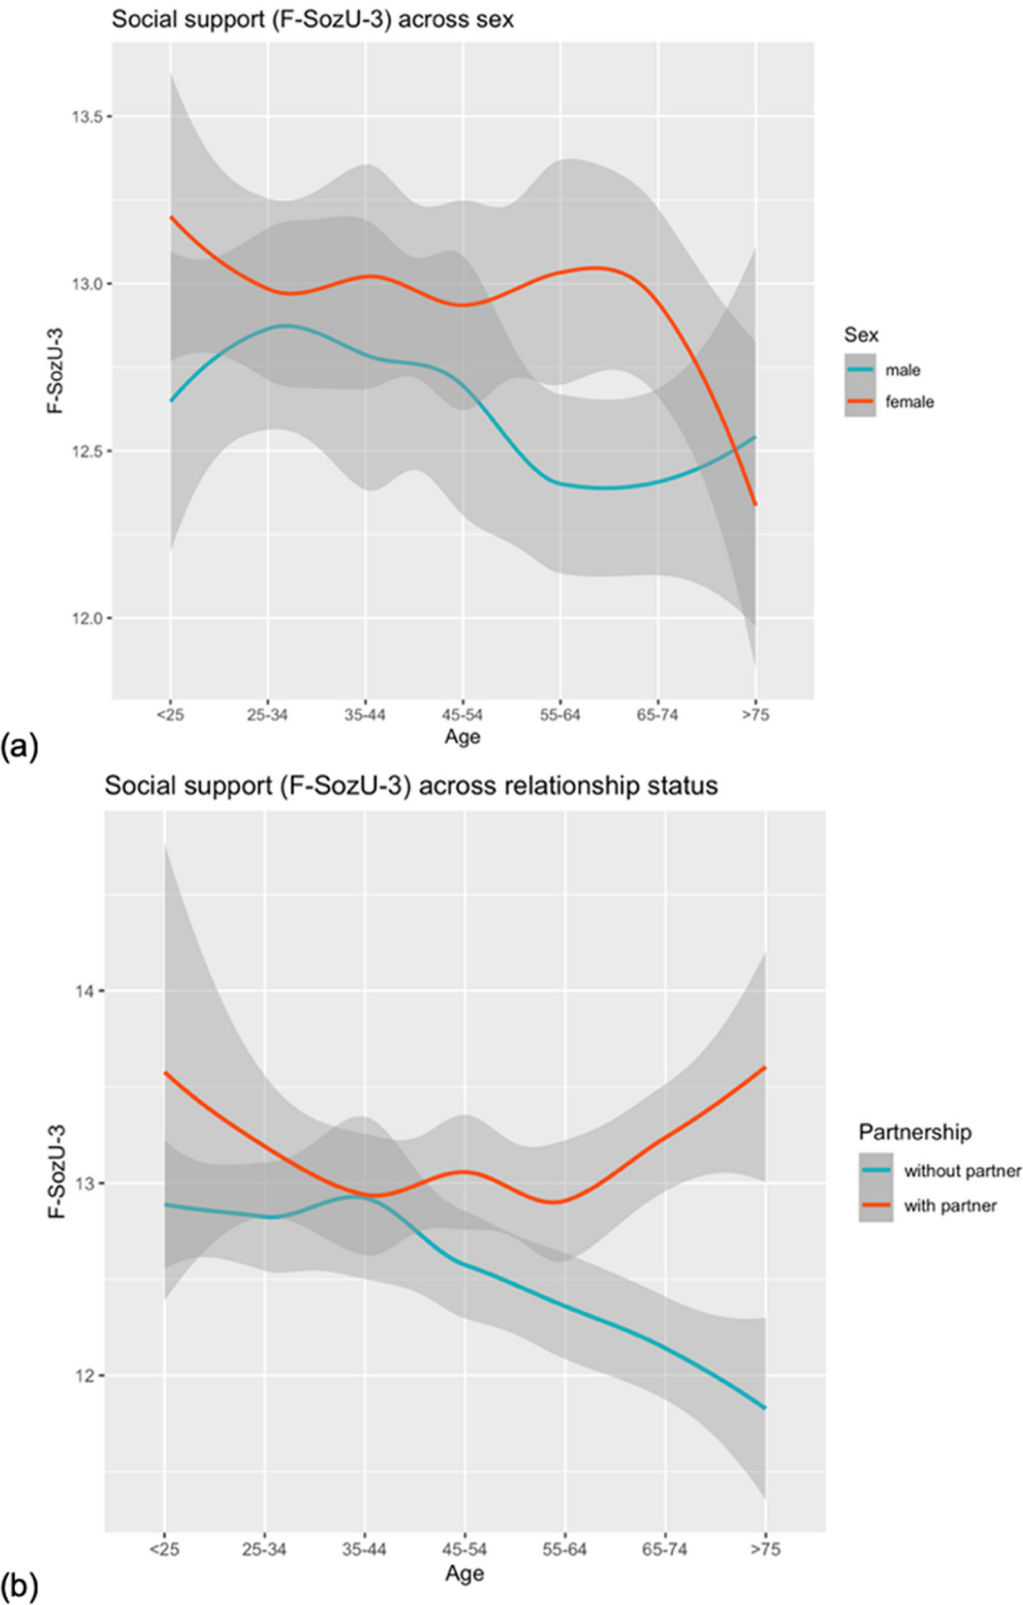 Social support (F-SozU-3) across sex
13.5
13.0
12.5
12.0
F-SozU-3
<25 25-34 35-44 45-54 55-64 65-74 >75
Age
Sex
male
female
(a)
Social support (F-SozU-3) across relationship status
14
13
12
F-SozU-3
<25 25-34 35-44 45-54 55-64 65-74 >75
Age
Partnership
without partner
with partner
(b)